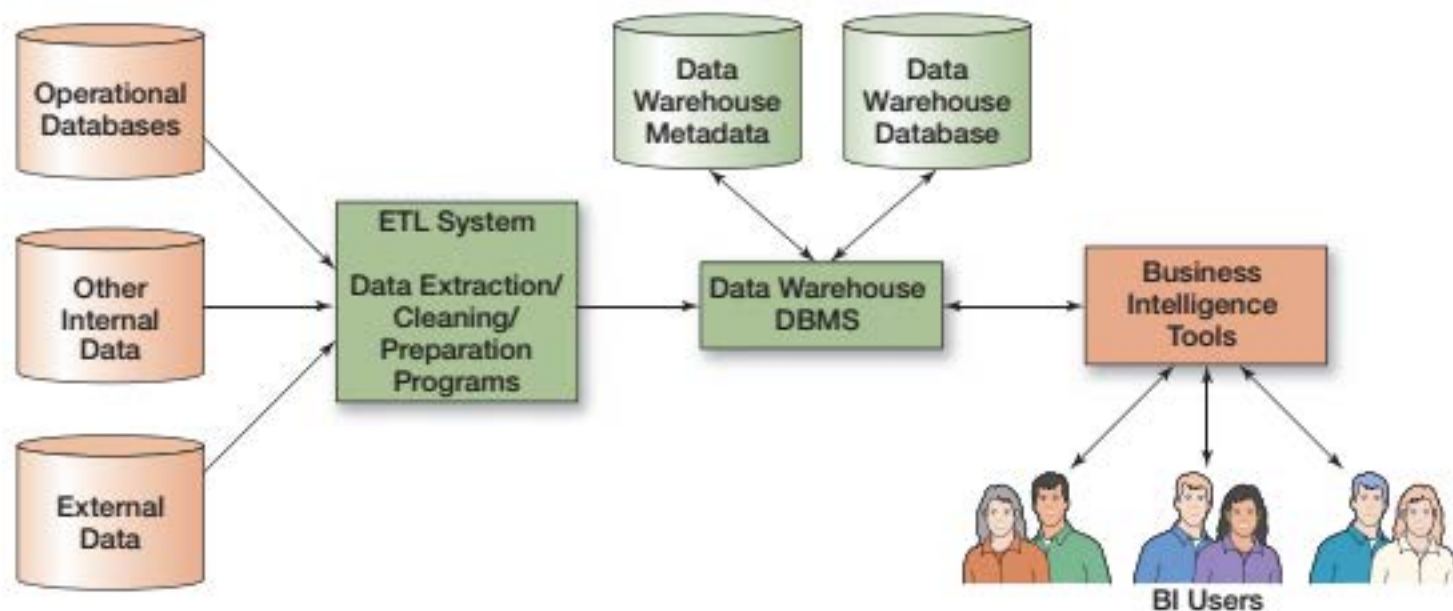 Operational
Databases
Other
Internal
Data
External
Data
ETL System
Data Extraction/
Cleaning/
Preparation
Programs
Data
Warehouse
Metadata
Data
Warehouse
Database
Data Warehouse
DBMS
Business
Intelligence
Tools
BI Users